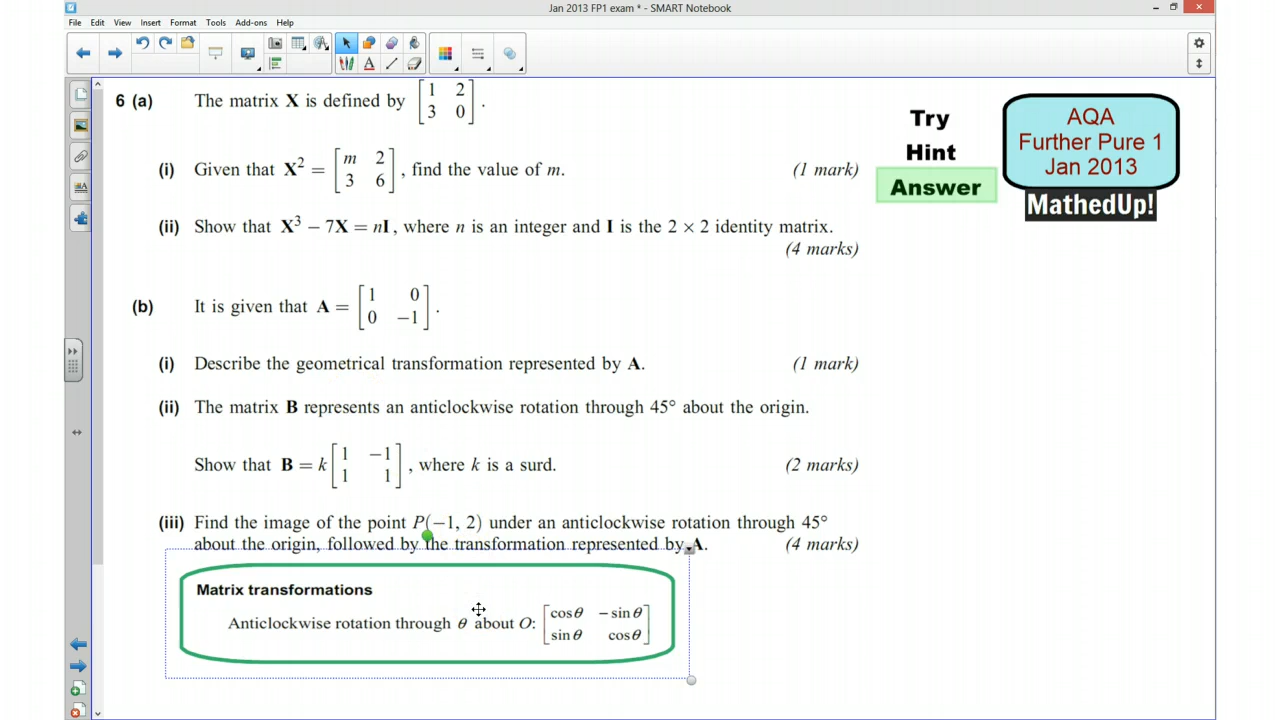 Jan 2013 FP1 exam * - SMART Notebook
File Edit View Insert Format Tools Add-ons Help
6 (a) The matrix X is defined by [1 2
3 0] .
(i) Given that X² = [m 2
3 6] , find the value of m. (1 mark)
(ii) Show that X³ − 7X = nI, where n is an integer and I is the 2 × 2 identity matrix.
(4 marks)
(b) It is given that A = [1 0
0 −1] .
(i) Describe the geometrical transformation represented by A. (1 mark)
(ii) The matrix B represents an anticlockwise rotation through 45° about the origin.
Show that B = k [1 −1
1 1] , where k is a surd. (2 marks)
(iii) Find the image of the point P(−1, 2) under an anticlockwise rotation through 45°
about the origin, followed by the transformation represented by A. (4 marks)
Matrix transformations
Anticlockwise rotation through θ about O: [cos θ − sin θ
sin θ cos θ]
Try
Hint
Answer
AQA
Further Pure 1
Jan 2013
MathedUp!